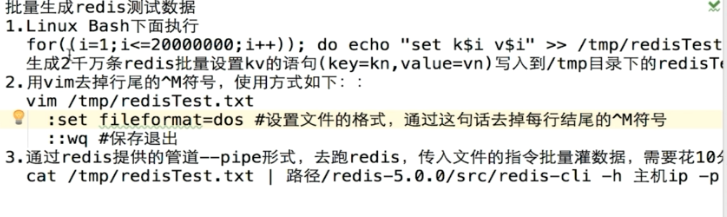 批量生成redis测试数据
1.Linux Bash下面执行
for((i=1;i<=20000000;i++)); do echo "set k$i v$i" >> /tmp/redisTest
生成2千万条redis批量设置kv的语句(key=kn,value=vn)写入到/tmp目录下的redisTe
2.用vim去掉行尾的^M符号，使用方式如下：:
vim /tmp/redisTest.txt
:set fileformat=dos #设置文件的格式，通过这句话去掉每行结尾的^M符号
::wq #保存退出
3.通过redis提供的管道--pipe形式，去跑redis，传入文件的指令批量灌数据，需要花10分
cat /tmp/redisTest.txt | 路径/redis-5.0.0/src/redis-cli -h 主机ip -p